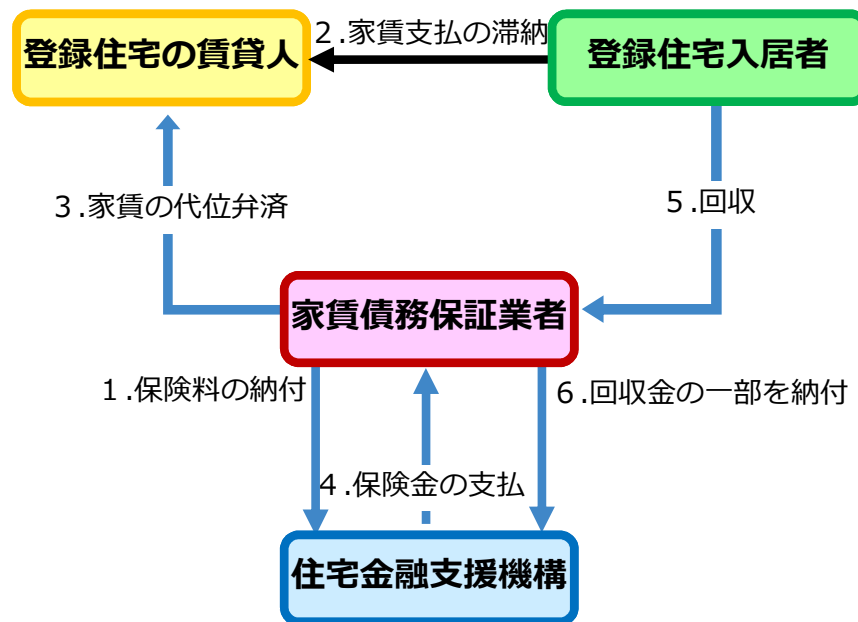 2.家賃支払の滞納
登録住宅の賃貸人
登録住宅入居者
３.家賃の代位弁済
５.回収
家賃債務保証業者
１.保険料の納付
６.回収金の一部を納付
４.保険金の支払
住宅金融支援機構